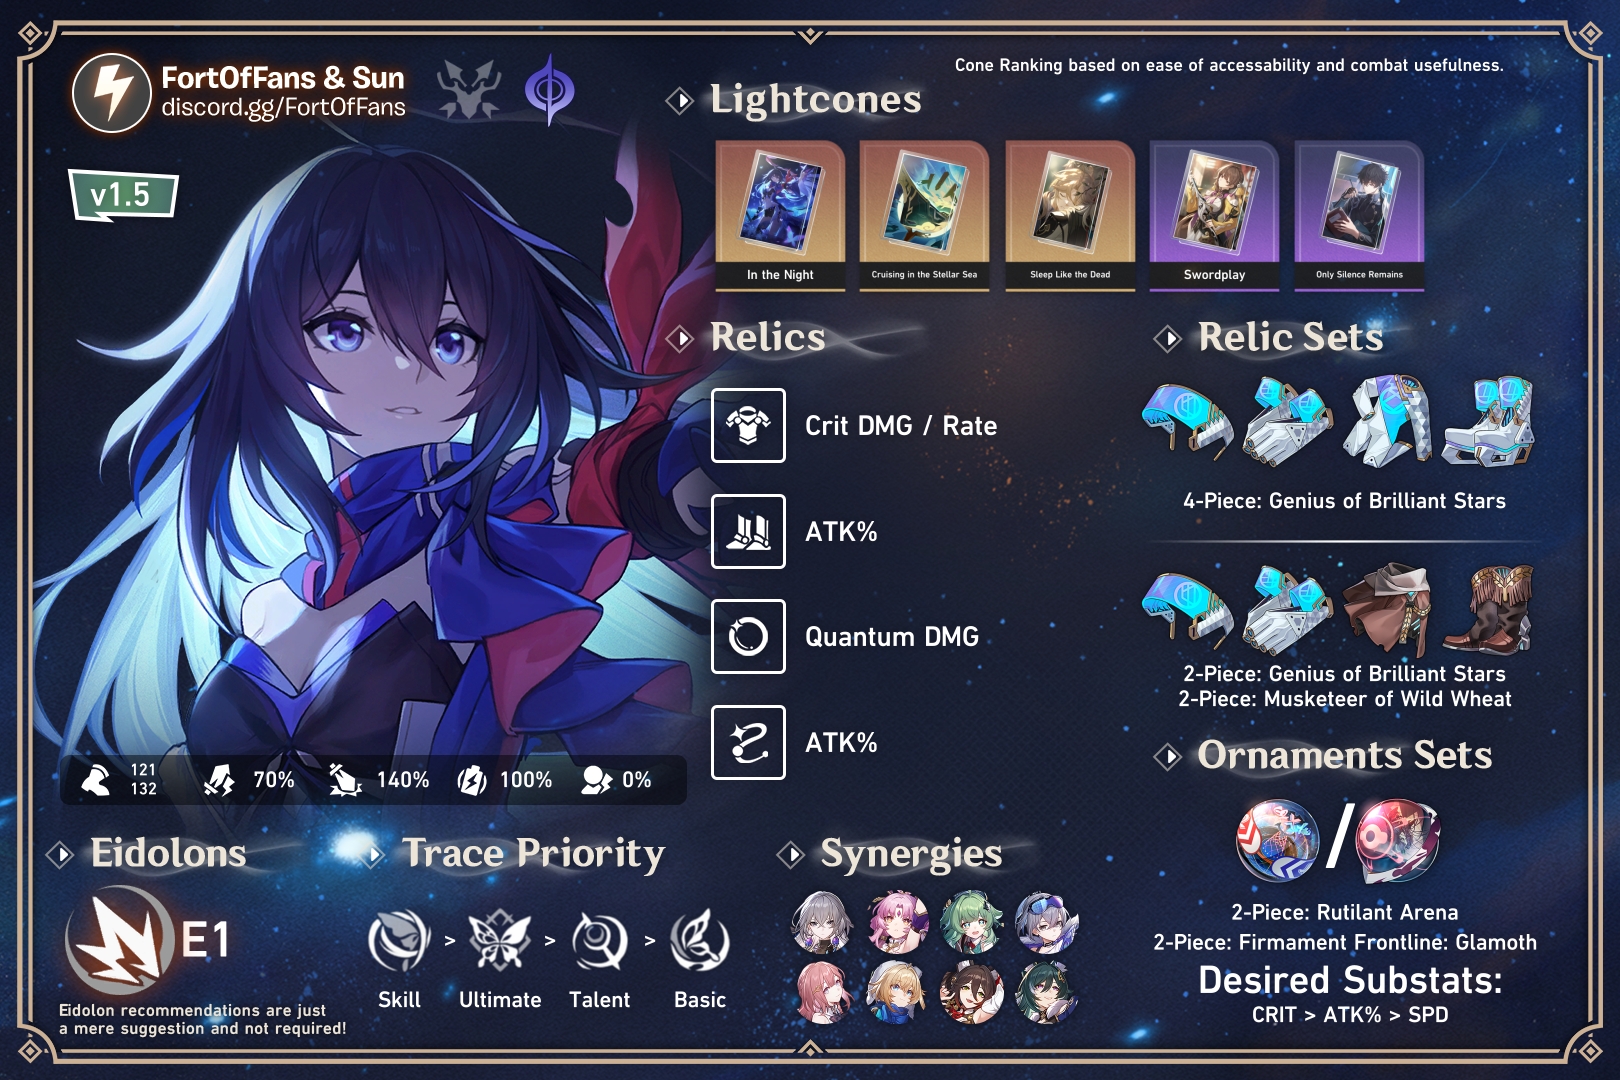 FortOfFans & Sun
discord.gg/FortOfFans
v1.5
Cone Ranking based on ease of accessability and combat usefulness.
Lightcones
In the Night
Cruising in the Stellar Sea
Sleep Like the Dead
Swordplay
Only Silence Remains
Relics
Crit DMG / Rate
ATK%
Quantum DMG
ATK%
Relic Sets
4-Piece: Genius of Brilliant Stars
2-Piece: Genius of Brilliant Stars
2-Piece: Musketeer of Wild Wheat
Ornaments Sets
/
2-Piece: Rutilant Arena
2-Piece: Firmament Frontline: Glamoth
Desired Substats:
CRIT > ATK% > SPD
121
132
70%
140%
100%
0%
Eidolons
E1
Eidolon recommendations are just
a mere suggestion and not required!
Trace Priority
> > >
Skill Ultimate Talent Basic
Synergies